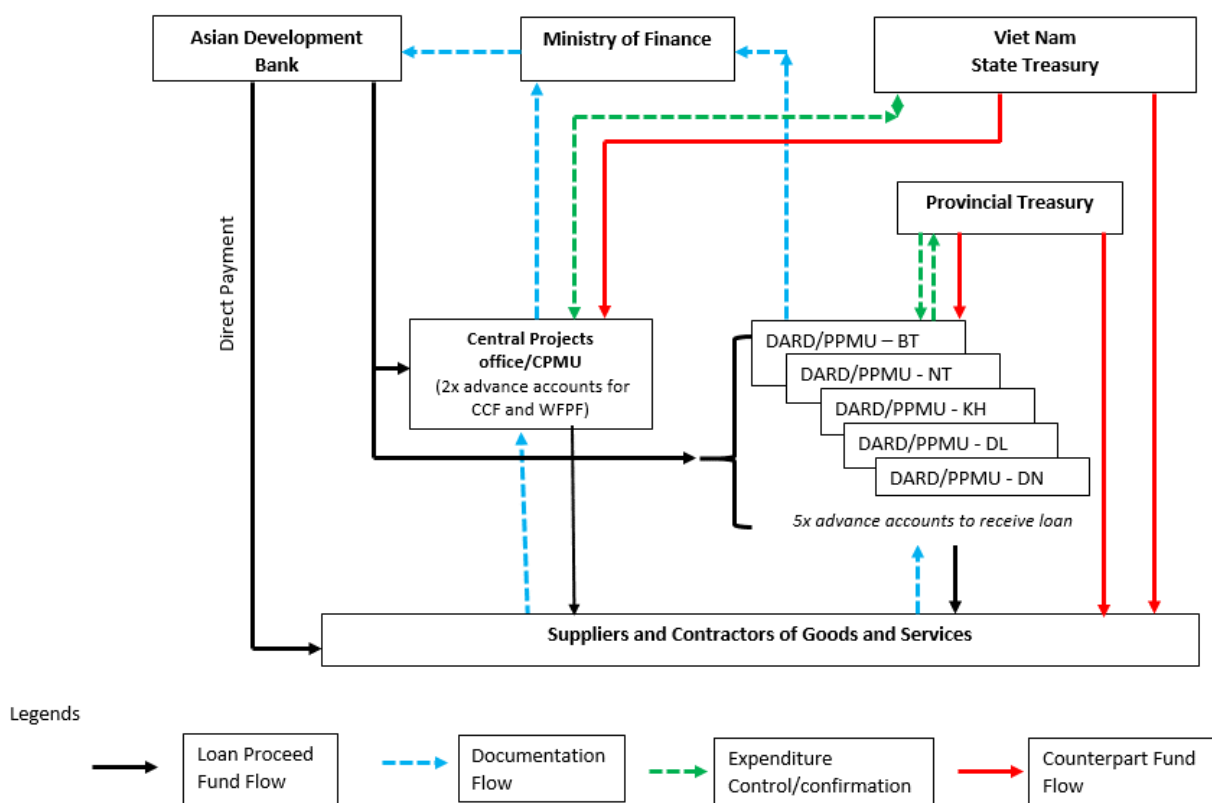 Asian Development
Bank
Ministry of Finance
Viet Nam
State Treasury
Provincial Treasury
Direct Payment
Central Projects
office/CPMU
(2x advance accounts for
CCF and WFPF)
DARD/PPMU – BT
DARD/PPMU - NT
DARD/PPMU - KH
DARD/PPMU - DL
DARD/PPMU - DN
5x advance accounts to receive loan
Suppliers and Contractors of Goods and Services
Legends
Loan Proceed
Fund Flow
Documentation
Flow
Expenditure
Control/confirmation
Counterpart Fund
Flow